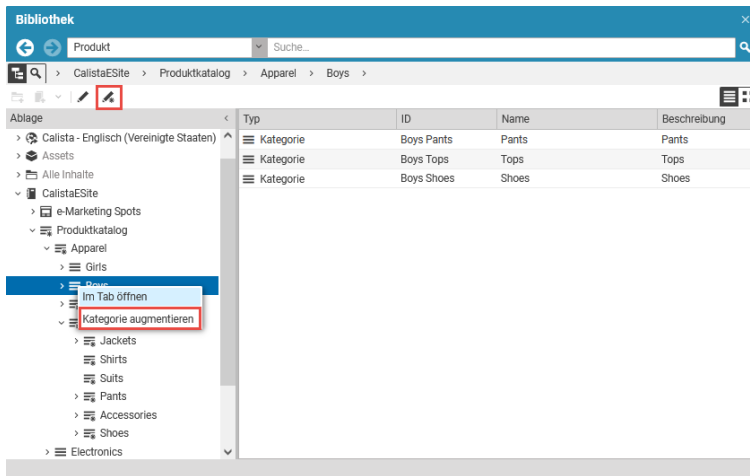 Bibliothek
Produkt Suche...
CalistaESite Produktkatalog Apparel Boys
Ablage Typ ID Name Beschreibung
Calista - Englisch (Vereinigte Staaten) Kategorie Boys Pants Pants Pants
Assets Kategorie Boys Tops Tops Tops
Alle Inhalte Kategorie Boys Shoes Shoes Shoes
CalistaESite
e-Marketing Spots
Produktkatalog
Apparel
Girls
Boys
Im Tab öffnen
Kategorie augmentieren
Jackets
Shirts
Suits
Pants
Accessories
Shoes
Electronics